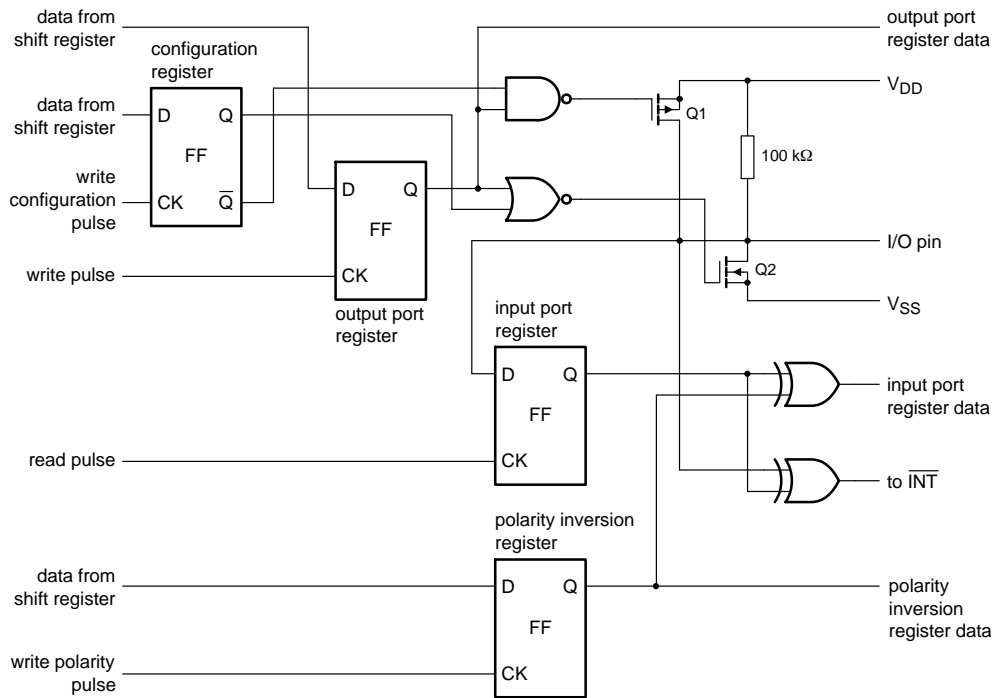 data from
shift register
configuration
register
data from
shift register
write
configuration
pulse
D
Q
FF
CK
Q
D
Q
FF
CK
write pulse
output port
register
output port
register data
VDD
Q1
100 kΩ
I/O pin
Q2
VSS
input port
register
D
Q
FF
CK
read pulse
input port
register data
to INT
polarity inversion
register
data from
shift register
D
Q
FF
CK
write polarity
pulse
polarity
inversion
register data